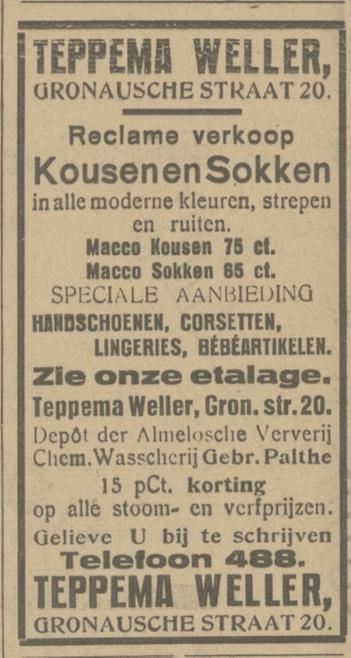 TEPPEMA WELLER,
GRONAUSCHE STRAAT 20.
Reclame verkoop
Kousen en Sokken
in alle moderne kleuren, strepen
en ruiten.
Macco Kousen 75 ct.
Macco Sokken 65 ct.
SPECIALE AANBIEDING
HANDSCHOENEN, CORSETTEN,
LINGERIES, BÉBÉARTIKELEN.
Zie onze etalage.
Teppema Weller, Gron. str. 20.
Depôt der Almelosche Ververij
Chem. Wasscherij Gebr. Palthe
15 pCt. korting
op alle stoom- en verfprijzen.
Gelieve U bij te schrijven
Telefoon 488.
TEPPEMA WELLER,
GRONAUSCHE STRAAT 20.